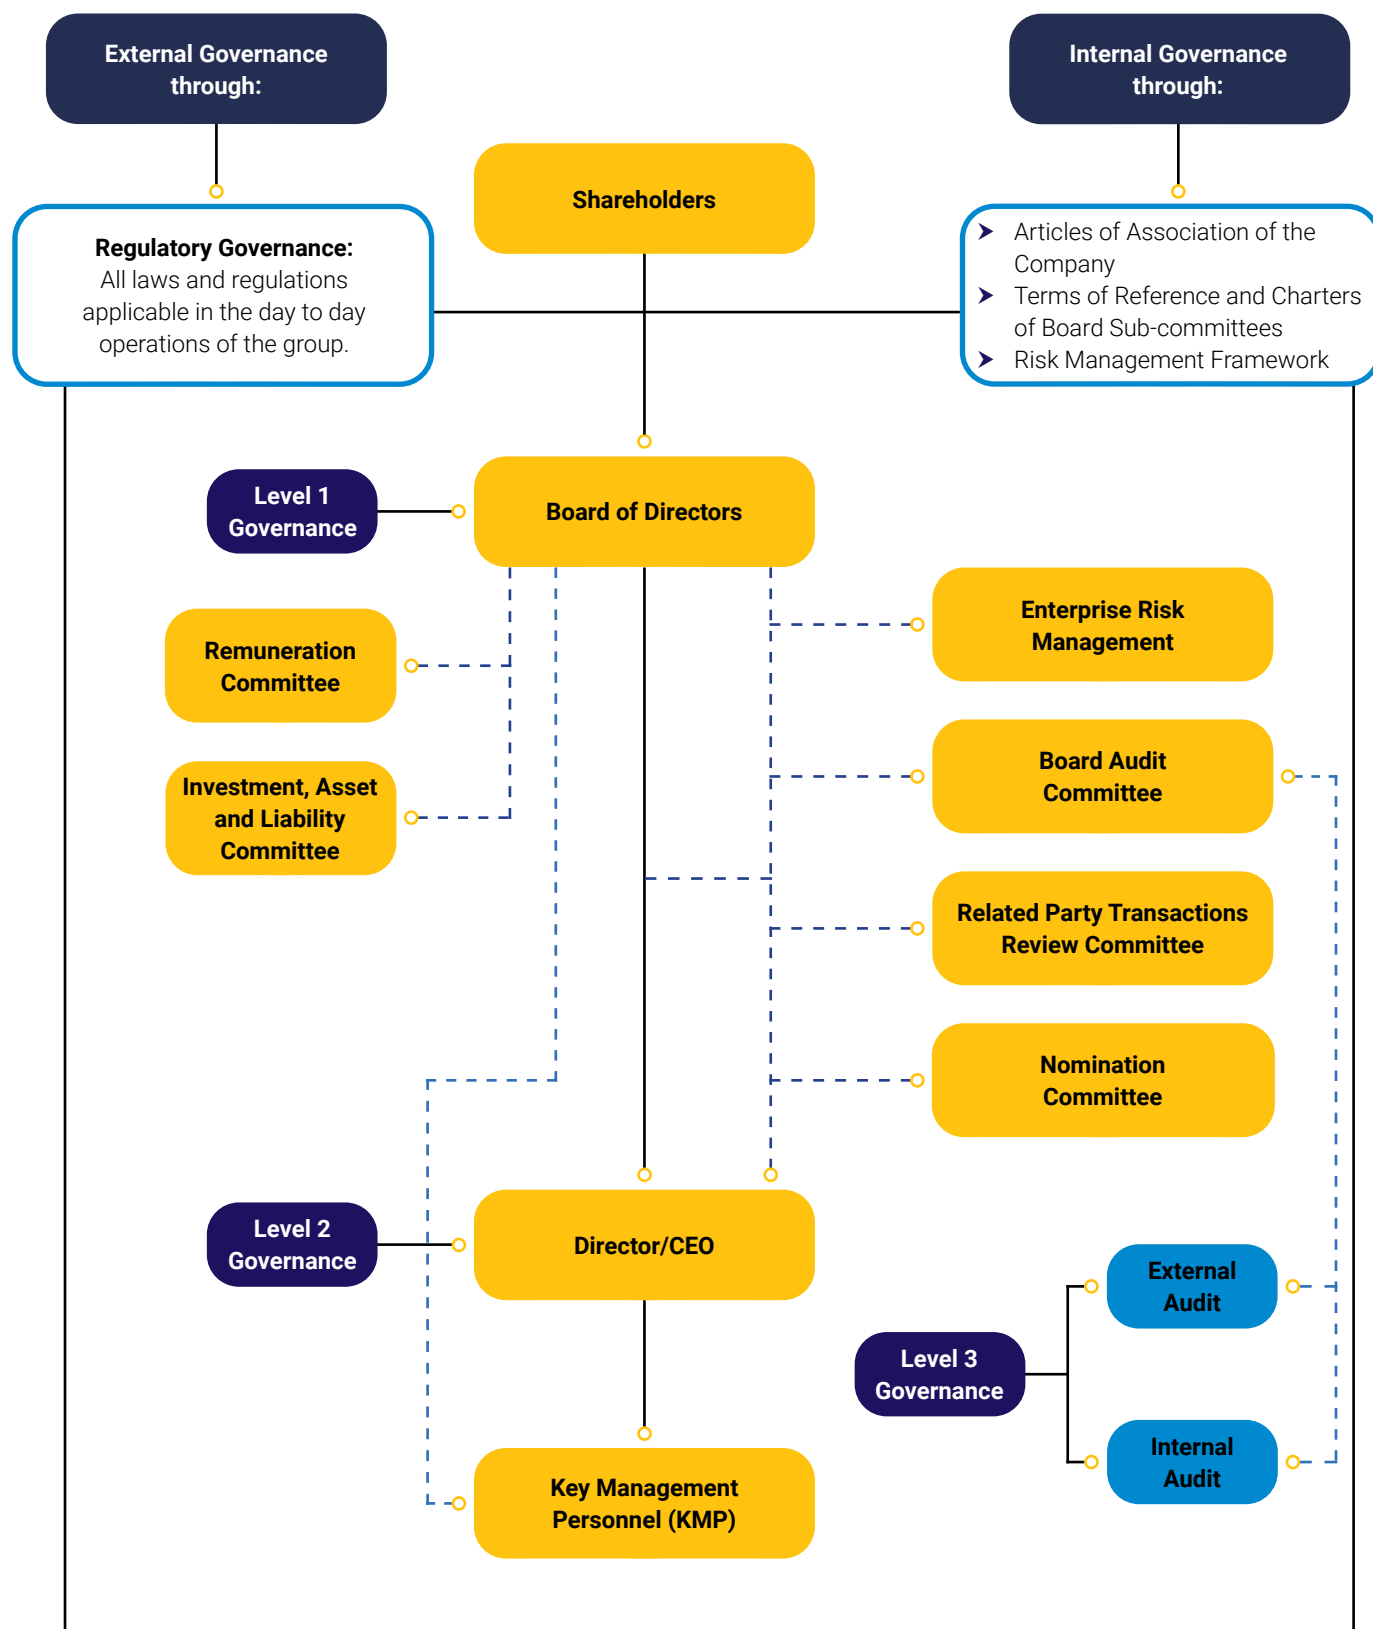 External Governance
through:
Internal Governance
through:
Shareholders
Regulatory Governance:
All laws and regulations
applicable in the day to day
operations of the group.
➤ Articles of Association of the
Company
➤ Terms of Reference and Charters
of Board Sub-committees
➤ Risk Management Framework
Level 1
Governance
Board of Directors
Remuneration
Committee
Enterprise Risk
Management
Investment, Asset
and Liability
Committee
Board Audit
Committee
Related Party Transactions
Review Committee
Nomination
Committee
Level 2
Governance
Director/CEO
External
Audit
Level 3
Governance
Internal
Audit
Key Management
Personnel (KMP)